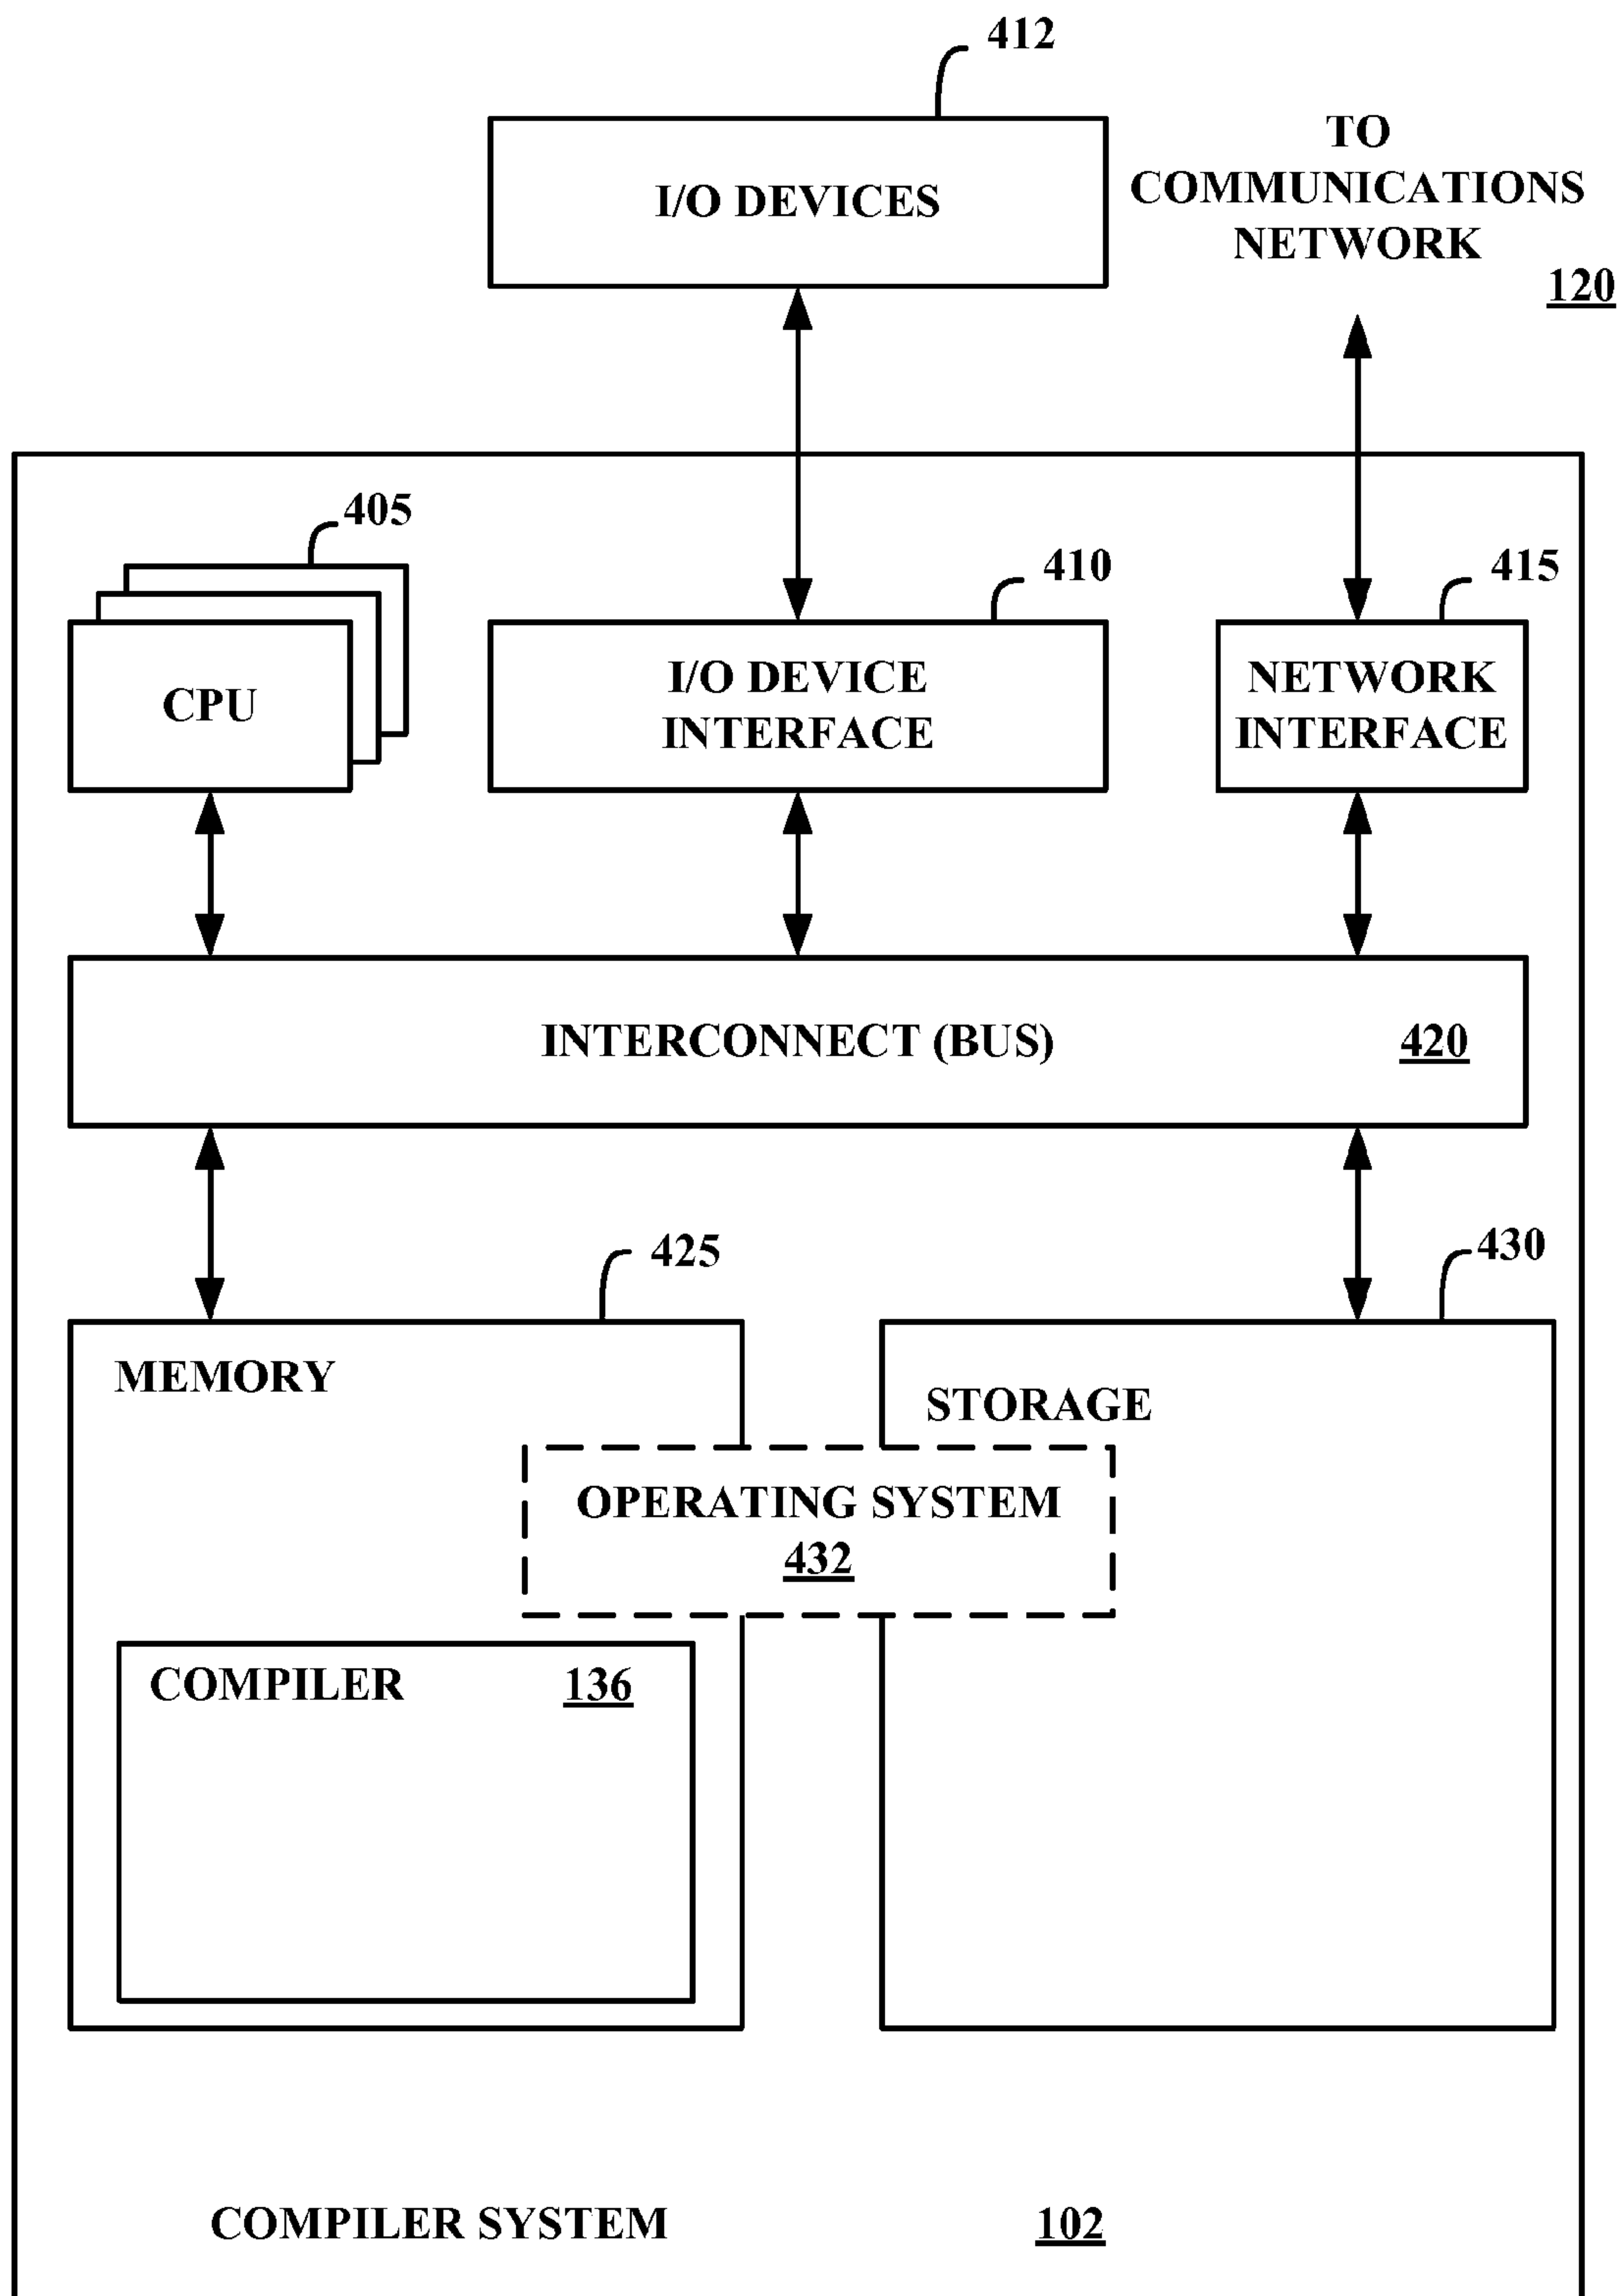 412
I/O DEVICES
TO
COMMUNICATIONS
NETWORK
120
405
CPU
410
I/O DEVICE
INTERFACE
415
NETWORK
INTERFACE
INTERCONNECT (BUS) 420
425
MEMORY
430
STORAGE
OPERATING SYSTEM
432
COMPILER 136
COMPILER SYSTEM 102